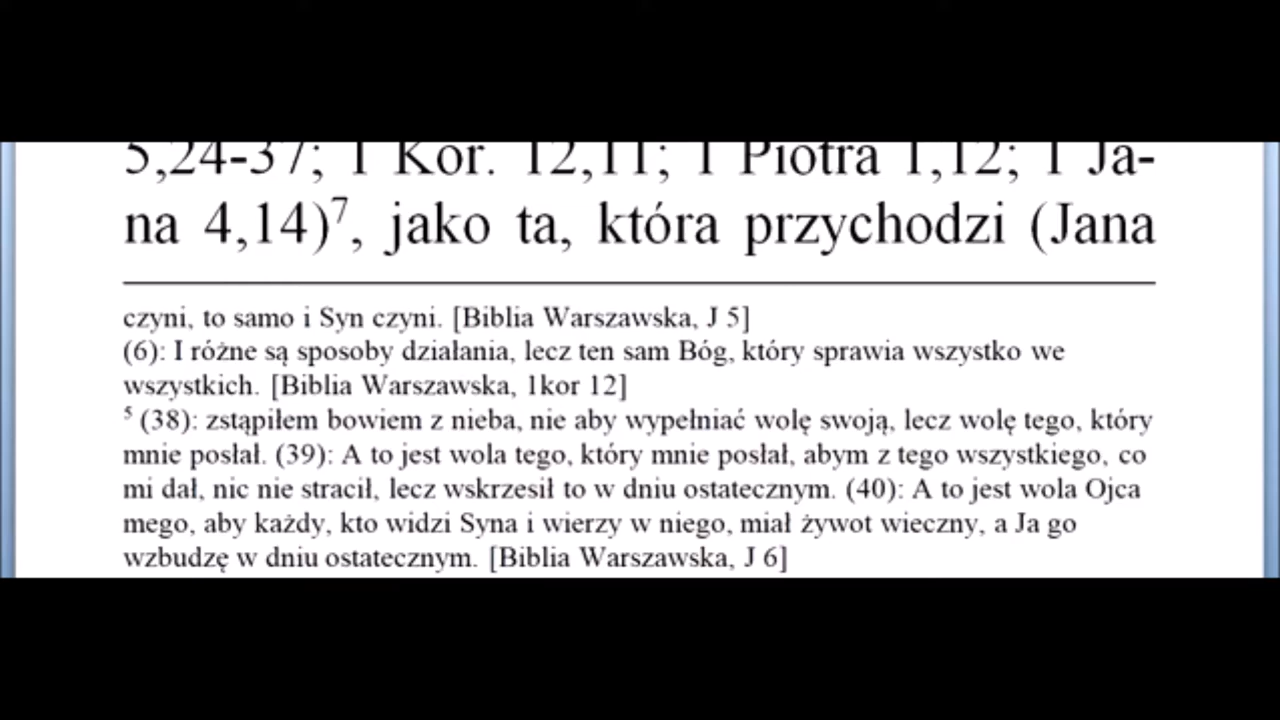 5,24-37; 1 Kor. 12,11; 1 Piotra 1,12; 1 Ja-
na 4,14)⁷, jako ta, która przychodzi (Jana
czyni, to samo i Syn czyni. [Biblia Warszawska, J 5]
(6): I różne są sposoby działania, lecz ten sam Bóg, który sprawia wszystko we
wszystkich. [Biblia Warszawska, 1kor 12]
⁵ (38): zstąpiłem bowiem z nieba, nie aby wypełniać wolę swoją, lecz wolę tego, który
mnie posłał. (39): A to jest wola tego, który mnie posłał, abym z tego wszystkiego, co
mi dał, nic nie stracił, lecz wskrzesił to w dniu ostatecznym. (40): A to jest wola Ojca
mego, aby każdy, kto widzi Syna i wierzy w niego, miał żywot wieczny, a Ja go
wzbudzę w dniu ostatecznym. [Biblia Warszawska, J 6]